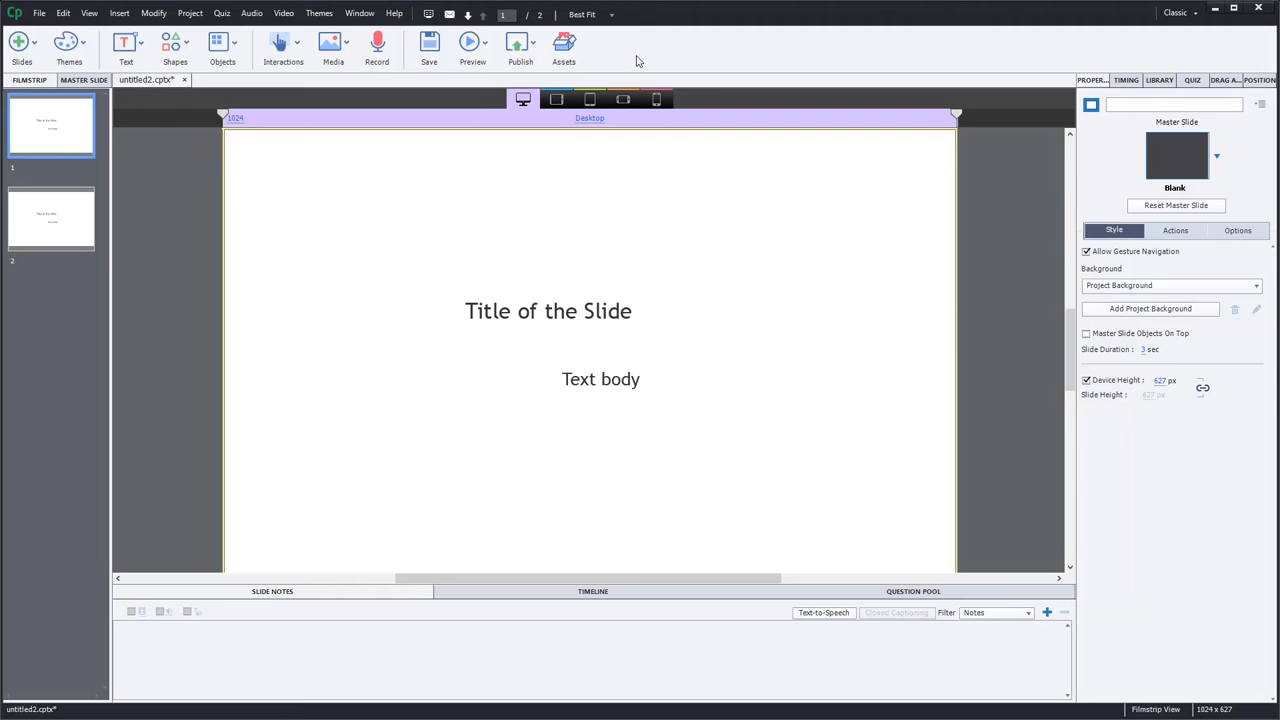 Cp File Edit View Insert Modify Project Quiz Audio Video Themes Window Help 1 / 2 Best Fit Classic
Slides Themes Text Shapes Objects Interactions Media Record Save Preview Publish Assets
FILMSTRIP MASTER SLIDE untitled2.cptx* × PROPER... TIMING LIBRARY QUIZ DRAG A... POSITION
1024 Desktop
Title of the Slide
Text body
1
2
Master Slide
Blank
Reset Master Slide
Style Actions Options
Allow Gesture Navigation
Background
Project Background
Add Project Background
Master Slide Objects On Top
Slide Duration : 3 sec
Device Height : 627 px
Slide Height : 627 px
SLIDE NOTES TIMELINE QUESTION POOL
Text-to-Speech Closed Captioning Filter Notes
untitled2.cptx* Filmstrip View 1024 x 627